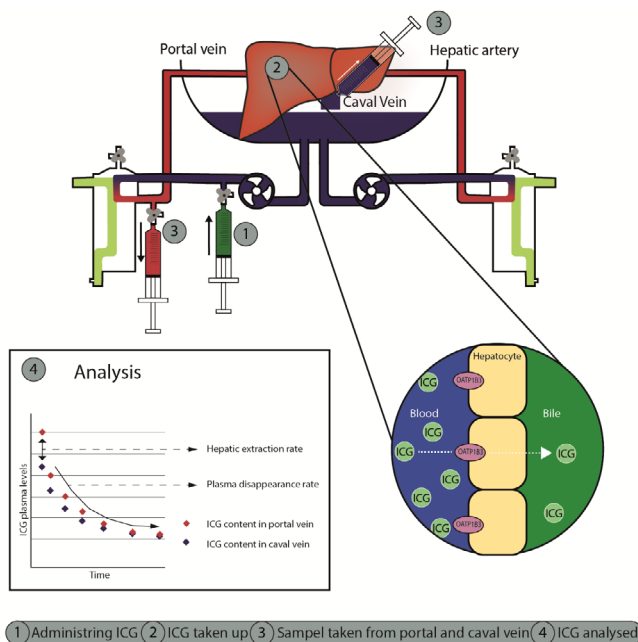 3
Portal vein
Hepatic artery
2
Caval Vein
3
1
4 Analysis
ICG plasma levels
Hepatic extraction rate
Plasma disappearance rate
ICG content in portal vein
ICG content in caval vein
Time
Hepatocyte
ICG
OATP1B3
Blood
Bile
ICG
ICG
OATP1B3
ICG
ICG
ICG
OATP1B3
ICG
ICG
1 Administring ICG 2 ICG taken up 3 Sampel taken from portal and caval vein 4 ICG analysed